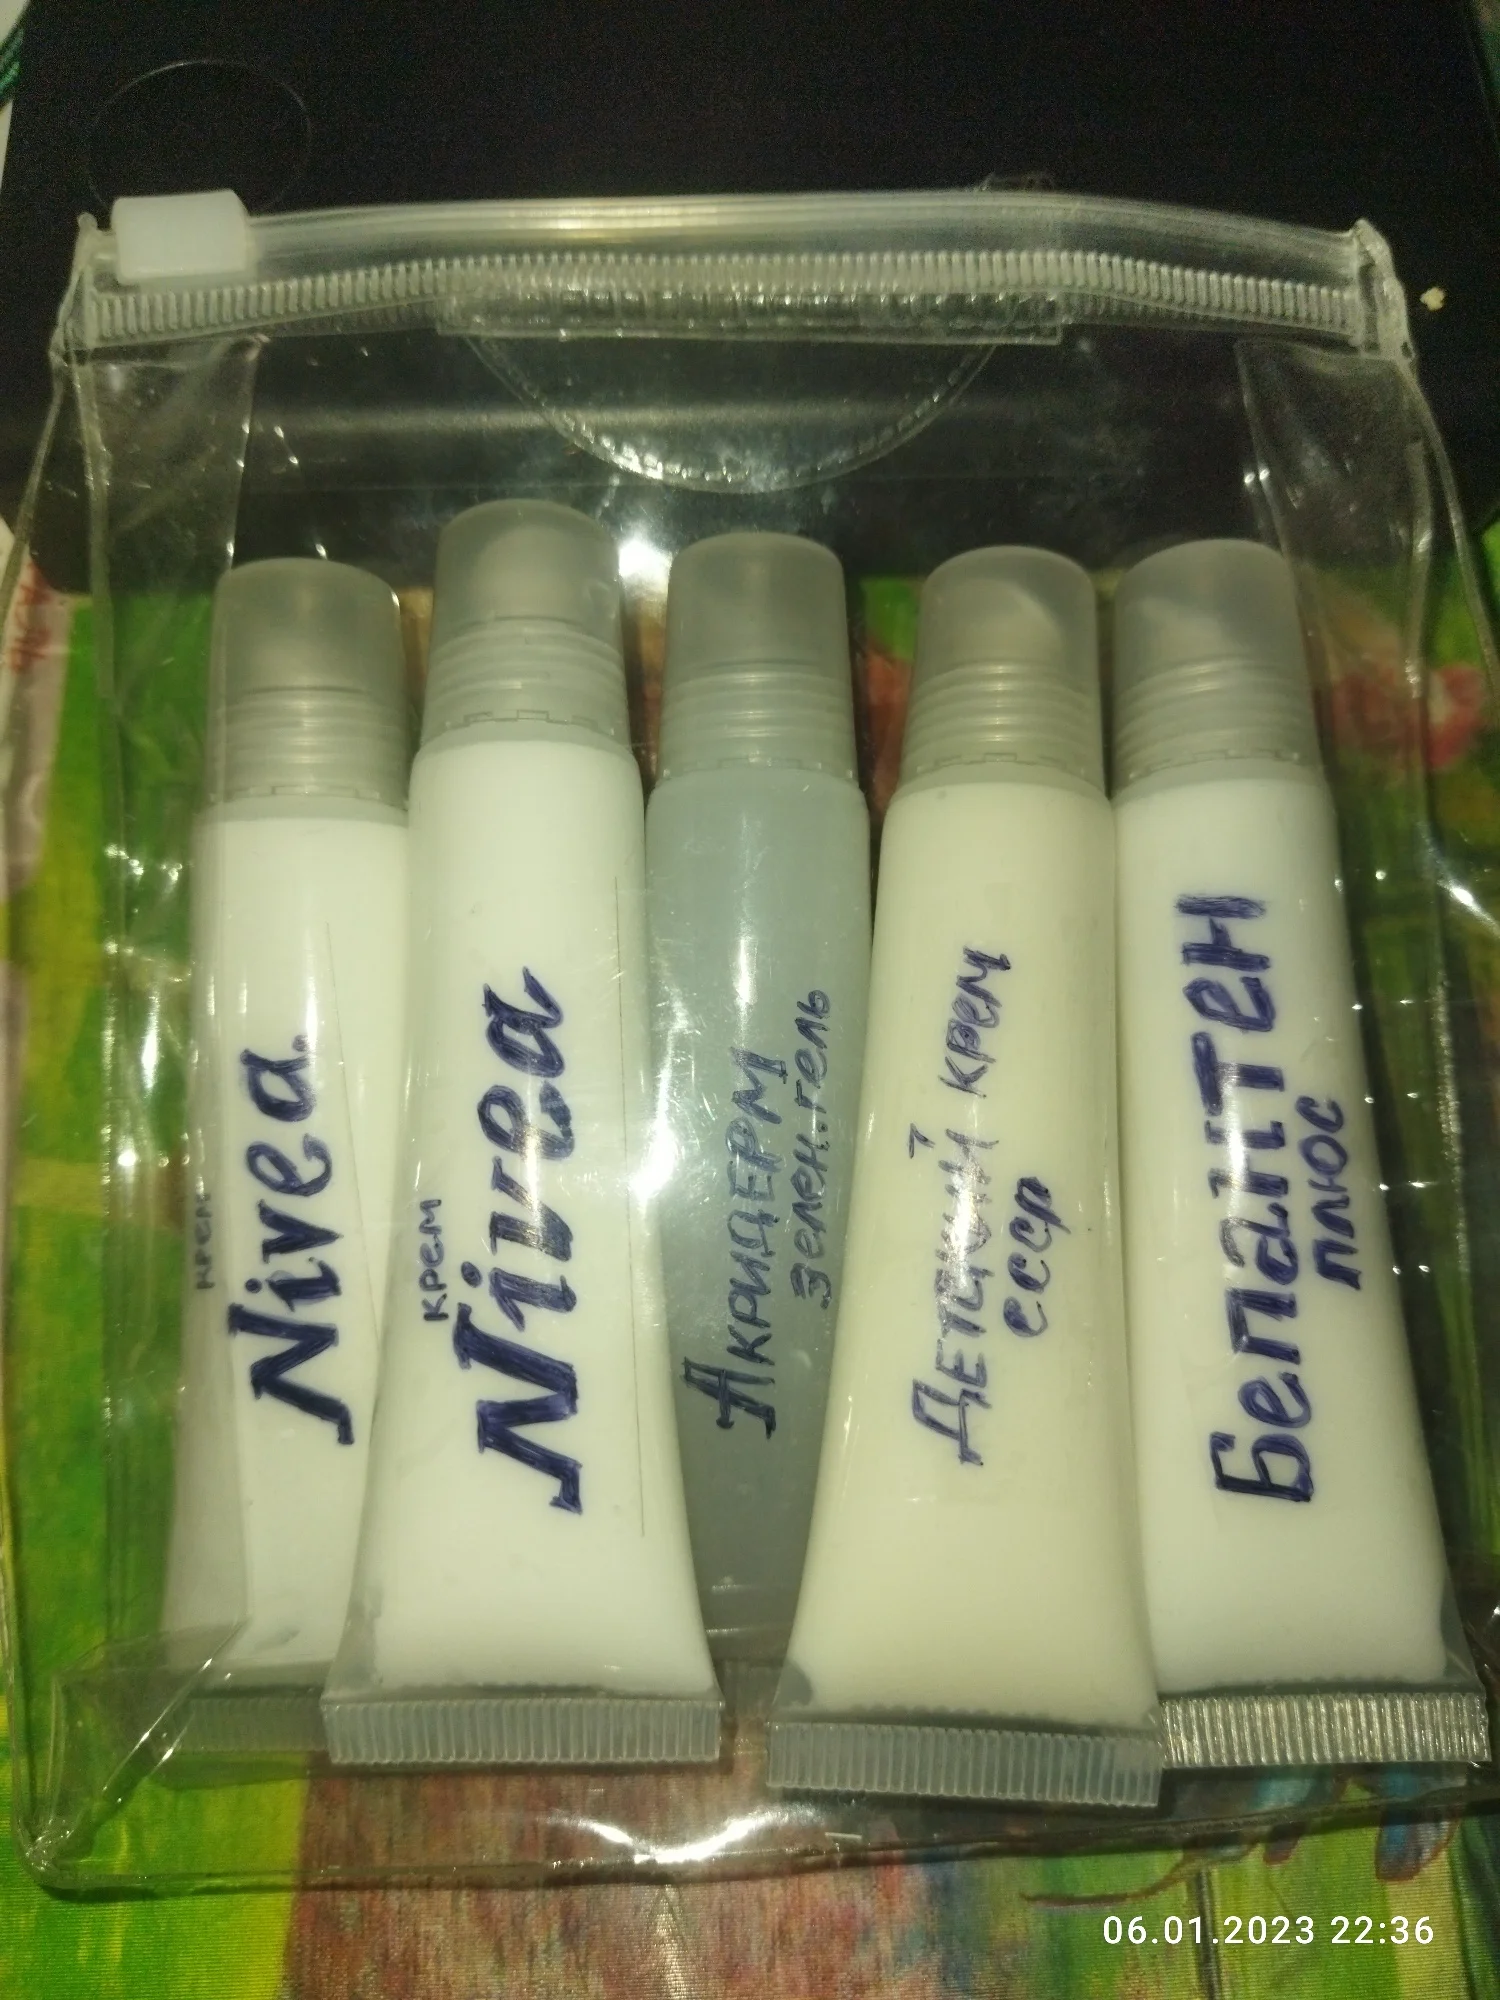 крем
Nivea
крем
Nivea
Акридерм
зелен.гель
Детский крем
ссср
Бепантен
плюс
06.01.2023 22:36